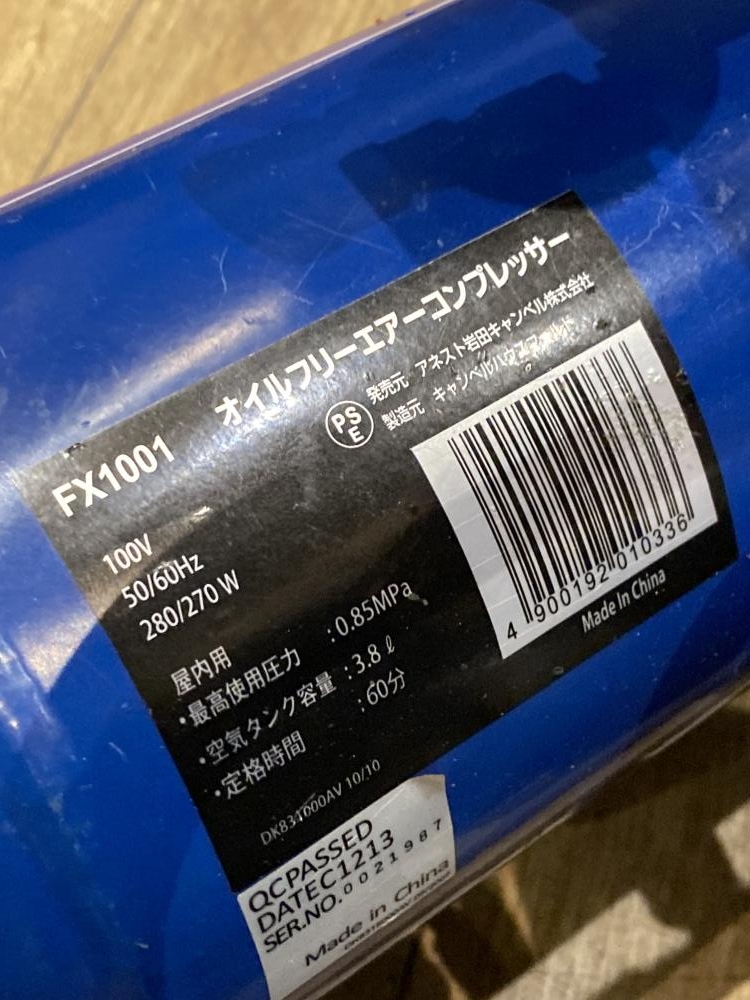 FX1001 オイルフリーエアーコンプレッサー
PS
E
発売元 アネスト岩田キャンベル株式会社
製造元 キャンベルハウスフィールド
100V
50/60Hz
280/270 W
屋内用
•最高使用圧力 :0.85MPa
•空気タンク容量 :3.8ℓ
•定格時間 :60分
DK831000AV 10/10
4 900192 010336
Made In China
QCPASSED
DATEC1213
SER.NO.0021987
Made in China